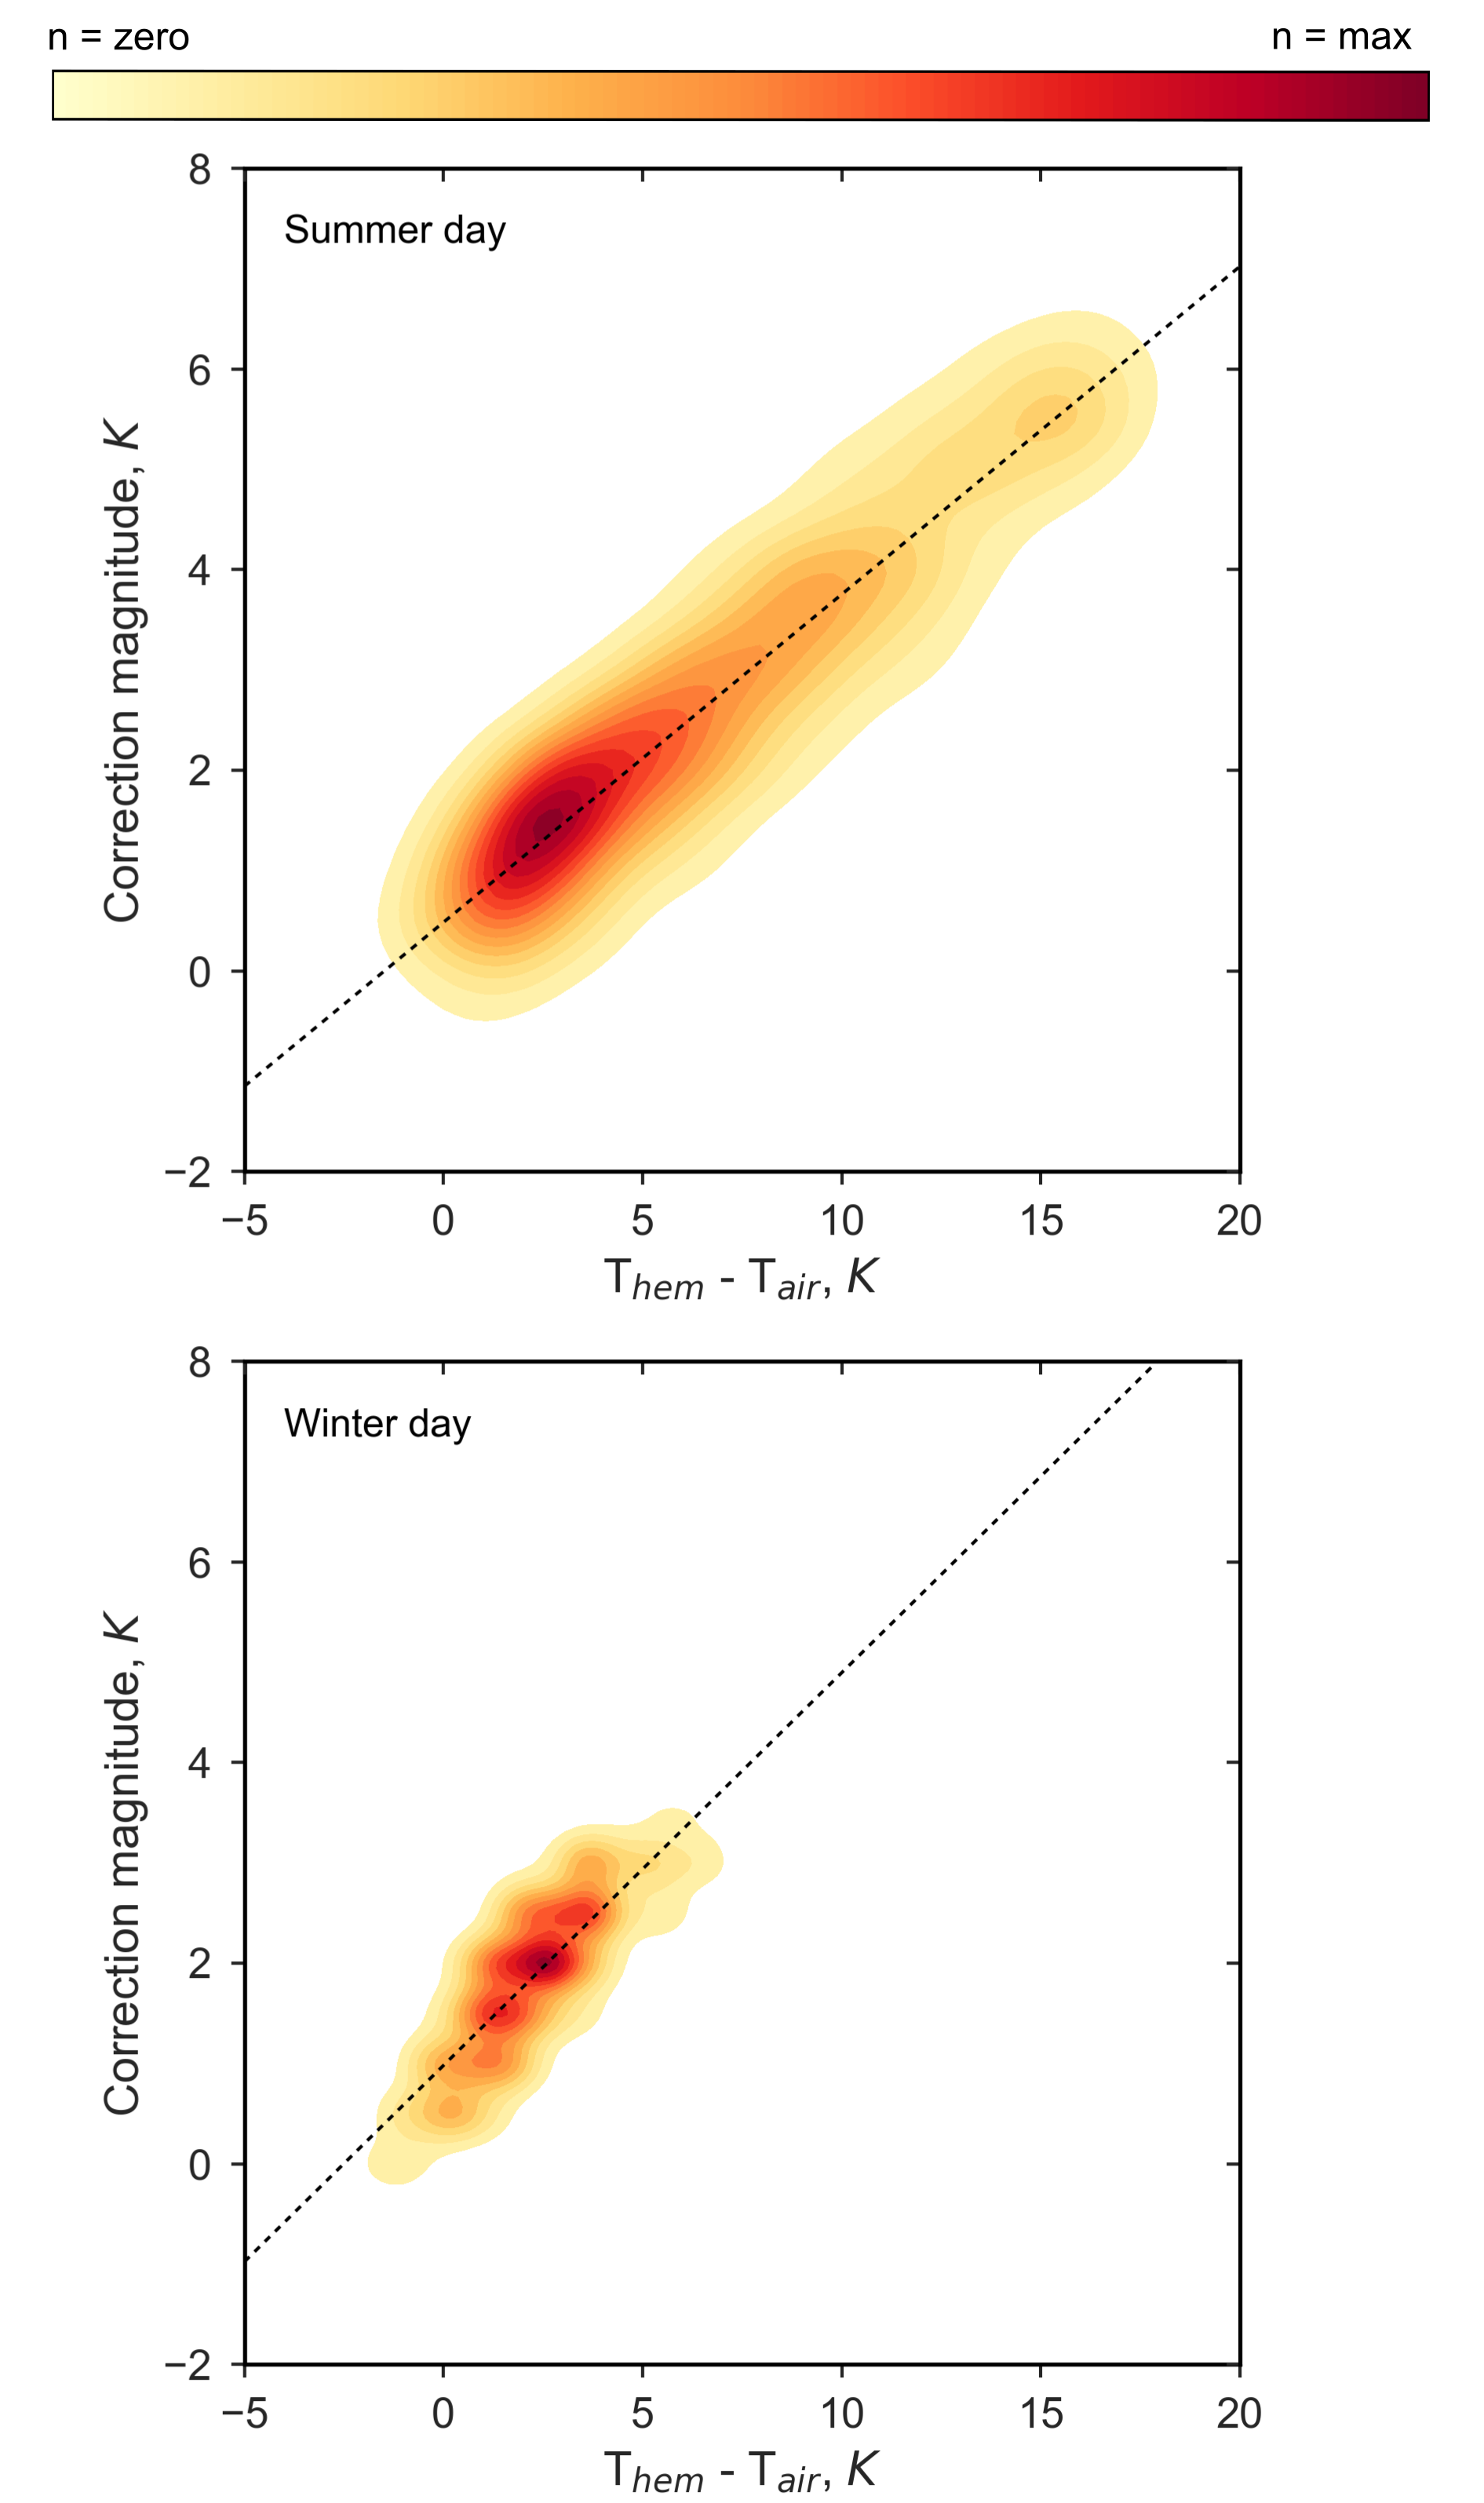 n = zero n = max
Summer day
8
6
4
2
0
−2
Correction magnitude, K
−5 0 5 10 15 20
Them - Tair, K
Winter day
8
6
4
2
0
−2
Correction magnitude, K
−5 0 5 10 15 20
Them - Tair, K